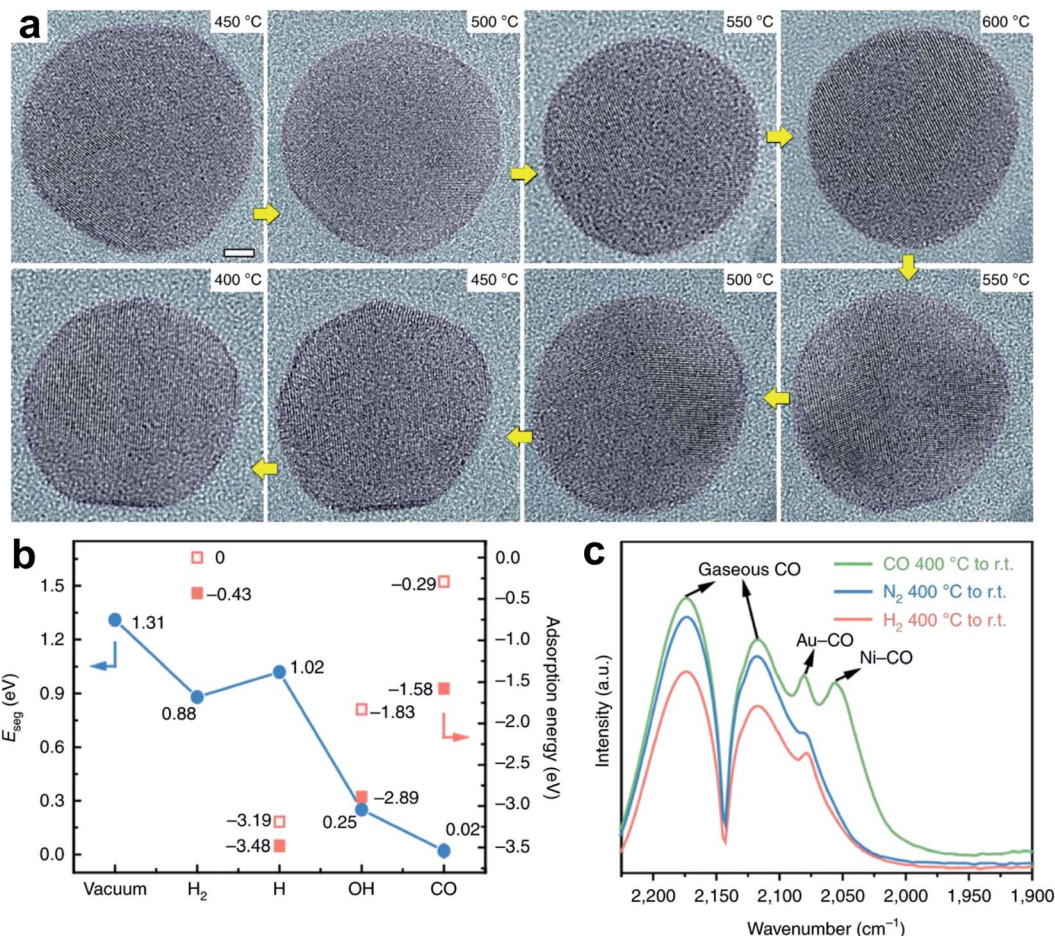 a
450 °C
500 °C
550 °C
600 °C
400 °C
450 °C
500 °C
550 °C
b
E_seg (eV)
1.5
1.2
0.9
0.6
0.3
0.0
1.31
0.88
1.02
0.25
0.02
0
−0.43
−3.19
−3.48
−1.83
−2.89
−0.29
−1.58
0.0
−0.5
−1.0
−1.5
−2.0
−2.5
−3.0
−3.5
Adsorption energy (eV)
Vacuum H₂ H OH CO
c
Intensity (a.u.)
Gaseous CO
Au–CO
Ni–CO
CO 400 °C to r.t.
N₂ 400 °C to r.t.
H₂ 400 °C to r.t.
2,200 2,150 2,100 2,050 2,000 1,950 1,900
Wavenumber (cm⁻¹)